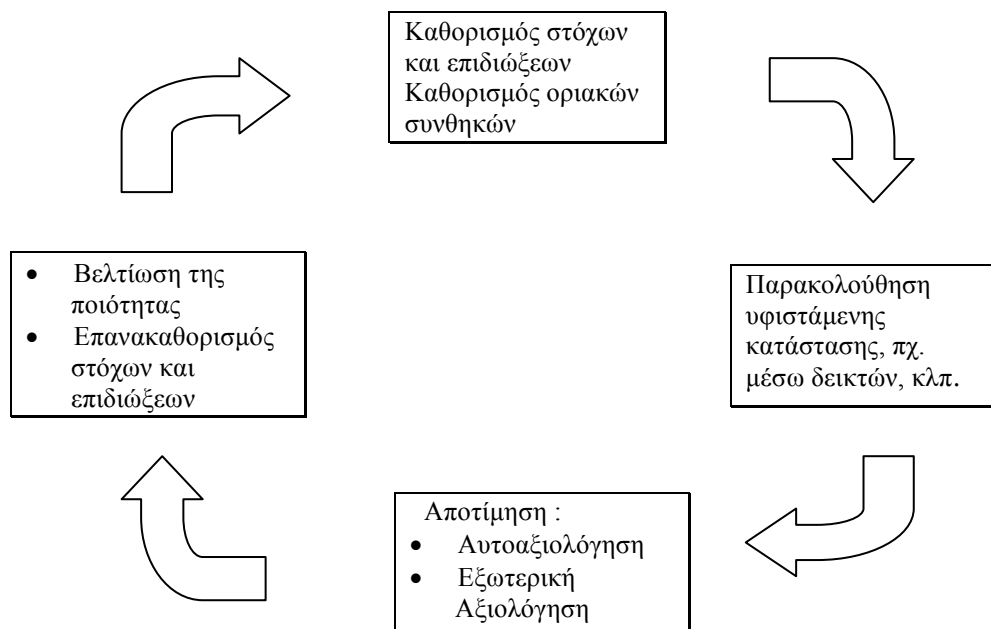 Καθορισμός στόχων
και επιδιώξεων
Καθορισμός οριακών
συνθηκών
• Βελτίωση της
ποιότητας
• Επανακαθορισμός
στόχων και
επιδιώξεων
Παρακολούθηση
υφιστάμενης
κατάστασης, πχ.
μέσω δεικτών, κλπ.
Αποτίμηση :
• Αυτοαξιολόγηση
• Εξωτερική
Αξιολόγηση